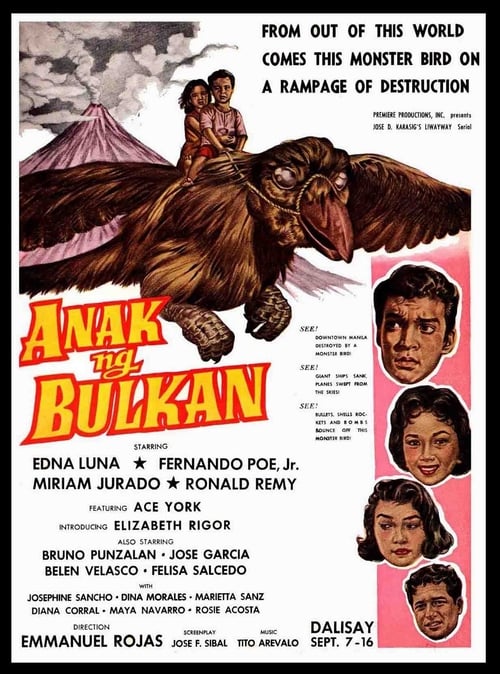 FROM OUT OF THIS WORLD
COMES THIS MONSTER BIRD ON
A RAMPAGE OF DESTRUCTION
PREMIERE PRODUCTIONS, INC. presents
JOSE D. KARASIG'S LIWAYWAY Serial
ANAK
ng
BULKAN
SEE!
DOWNTOWN MANILA
DESTROYED BY A
MONSTER BIRD!
SEE!
GIANT SHIPS SANK,
PLANES SWEPT FROM
THE SKIES!
SEE!
BULLETS, SHELLS ROC-
KETS AND BOMBS
BOUNCE OFF THIS
MONSTER BIRD!
STARRING
EDNA LUNA ★ FERNANDO POE, Jr.
MIRIAM JURADO ★ RONALD REMY
FEATURING ACE YORK
INTRODUCING ELIZABETH RIGOR
ALSO STARRING
BRUNO PUNZALAN • JOSE GARCIA
BELEN VELASCO • FELISA SALCEDO
WITH
JOSEPHINE SANCHO • DINA MORALES • MARIETTA SANZ
DIANA CORRAL • MAYA NAVARRO • ROSIE ACOSTA
DIRECTION
EMMANUEL ROJAS
SCREENPLAY
JOSE F. SIBAL
MUSIC
TITO AREVALO
DALISAY
SEPT. 7-16